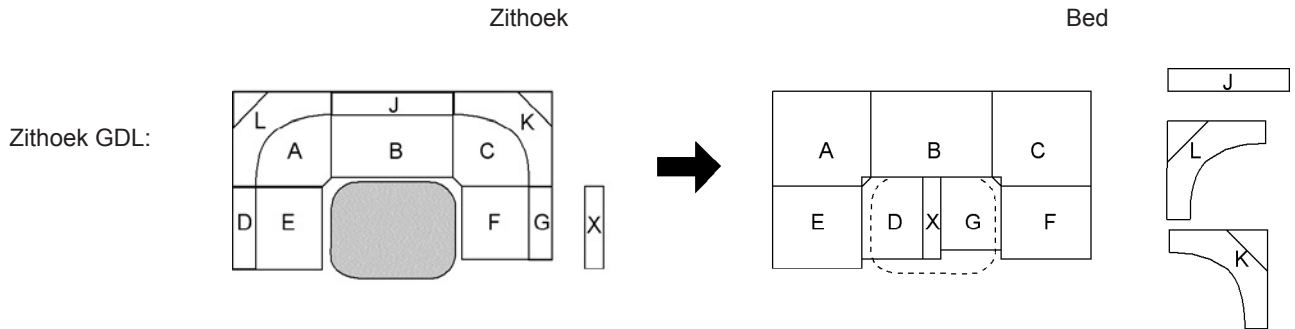 Zithoek Bed
Zithoek GDL:
J
L K
A B C
D E F G X
A B C
E D X G F
J
L
K